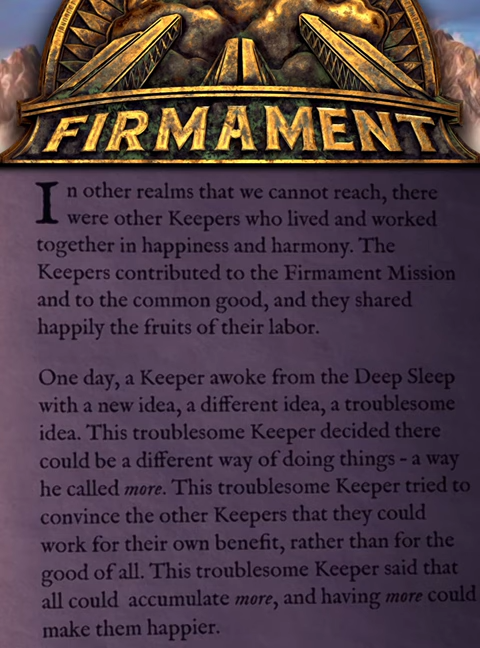 FIRMAMENT
In other realms that we cannot reach, there
were other Keepers who lived and worked
together in happiness and harmony. The
Keepers contributed to the Firmament Mission
and to the common good, and they shared
happily the fruits of their labor.
One day, a Keeper awoke from the Deep Sleep
with a new idea, a different idea, a troublesome
idea. This troublesome Keeper decided there
could be a different way of doing things - a way
he called more. This troublesome Keeper tried to
convince the other Keepers that they could
work for their own benefit, rather than for the
good of all. This troublesome Keeper said that
all could accumulate more, and having more could
make them happier.